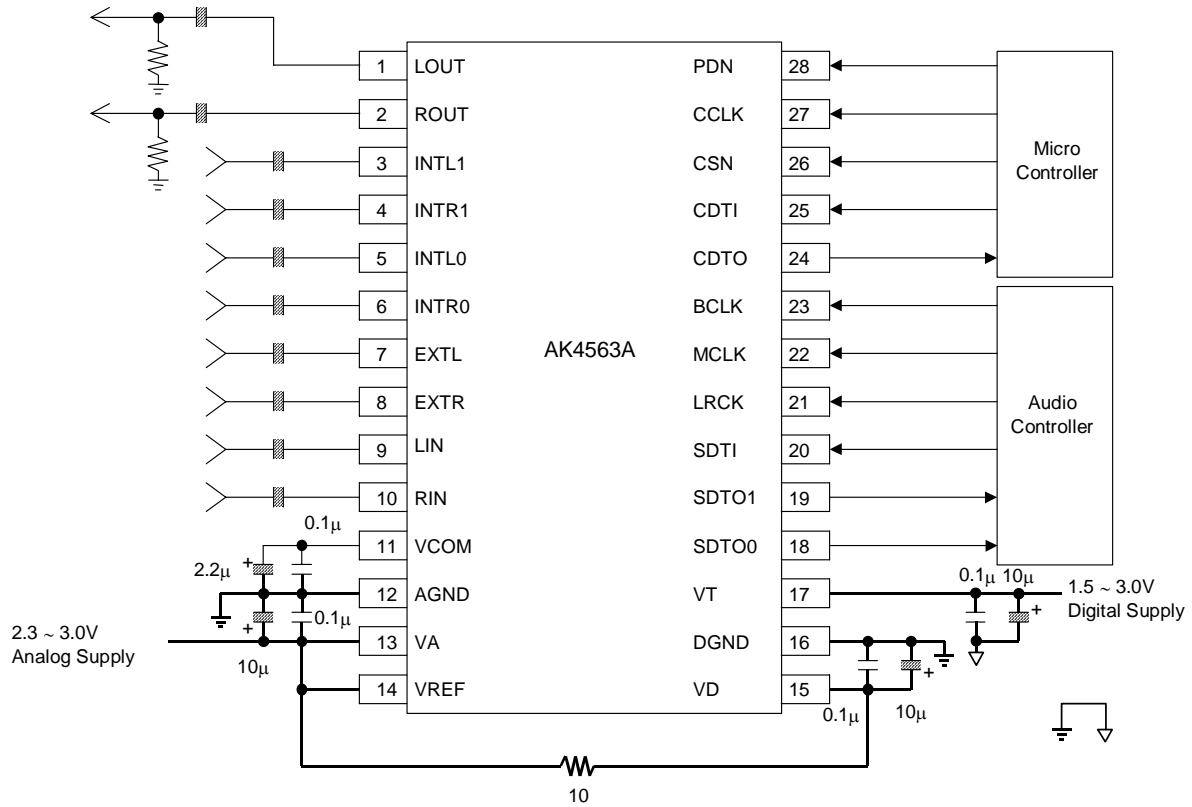 1 LOUT
2 ROUT
3 INTL1
4 INTR1
5 INTL0
6 INTR0
7 EXTL
8 EXTR
9 LIN
10 RIN
11 VCOM
12 AGND
13 VA
14 VREF
AK4563A
PDN 28
CCLK 27
CSN 26
CDTI 25
CDTO 24
BCLK 23
MCLK 22
LRCK 21
SDTI 20
SDTO1 19
SDTO0 18
VT 17
DGND 16
VD 15
Micro
Controller
Audio
Controller
0.1μ
2.2μ +
0.1μ
+
10μ
2.3 ~ 3.0V
Analog Supply
0.1μ 10μ
+
1.5 ~ 3.0V
Digital Supply
+
0.1μ 10μ
10